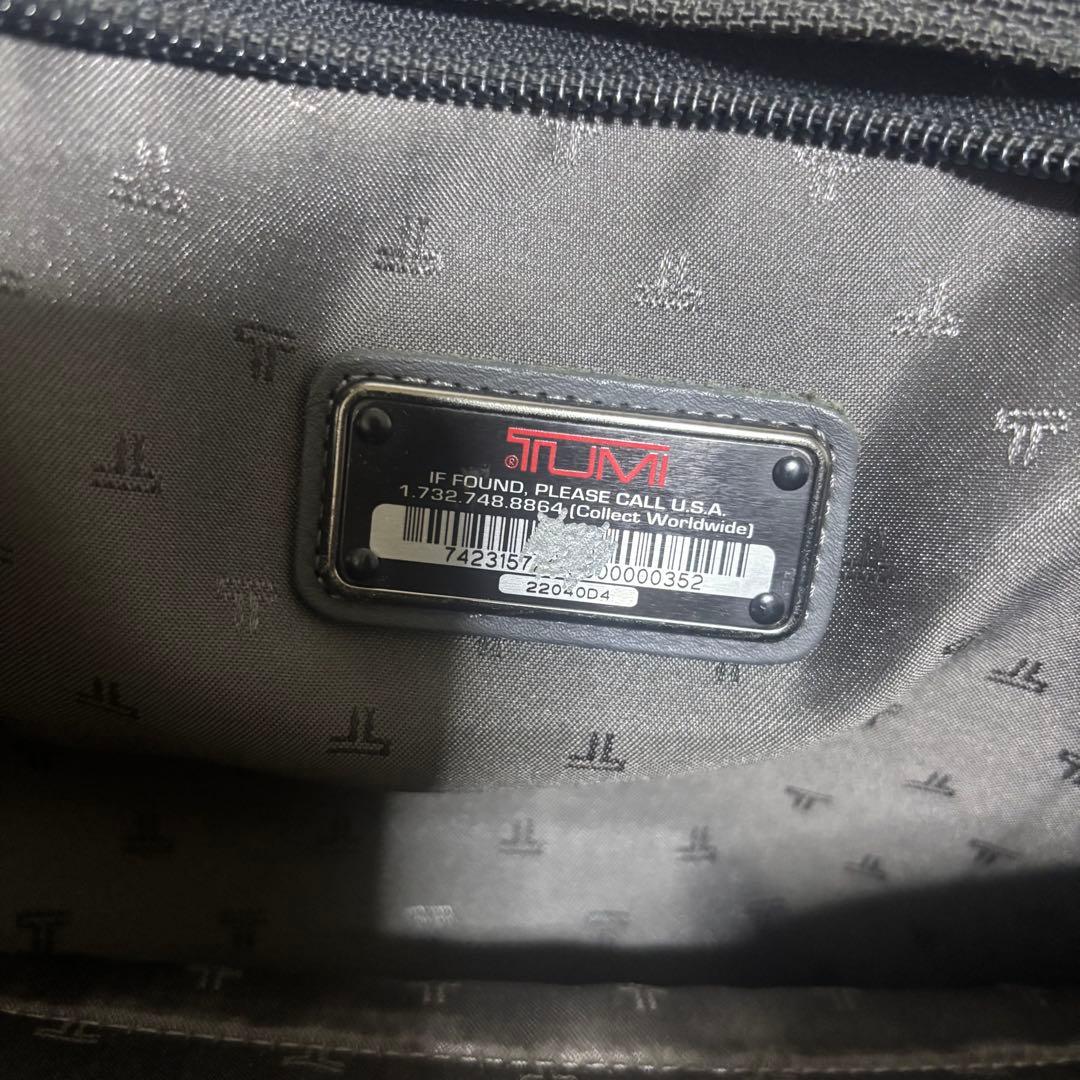 ®TUMI
IF FOUND, PLEASE CALL U.S.A.
1.732.748.8864 (Collect Worldwide)
22040D4